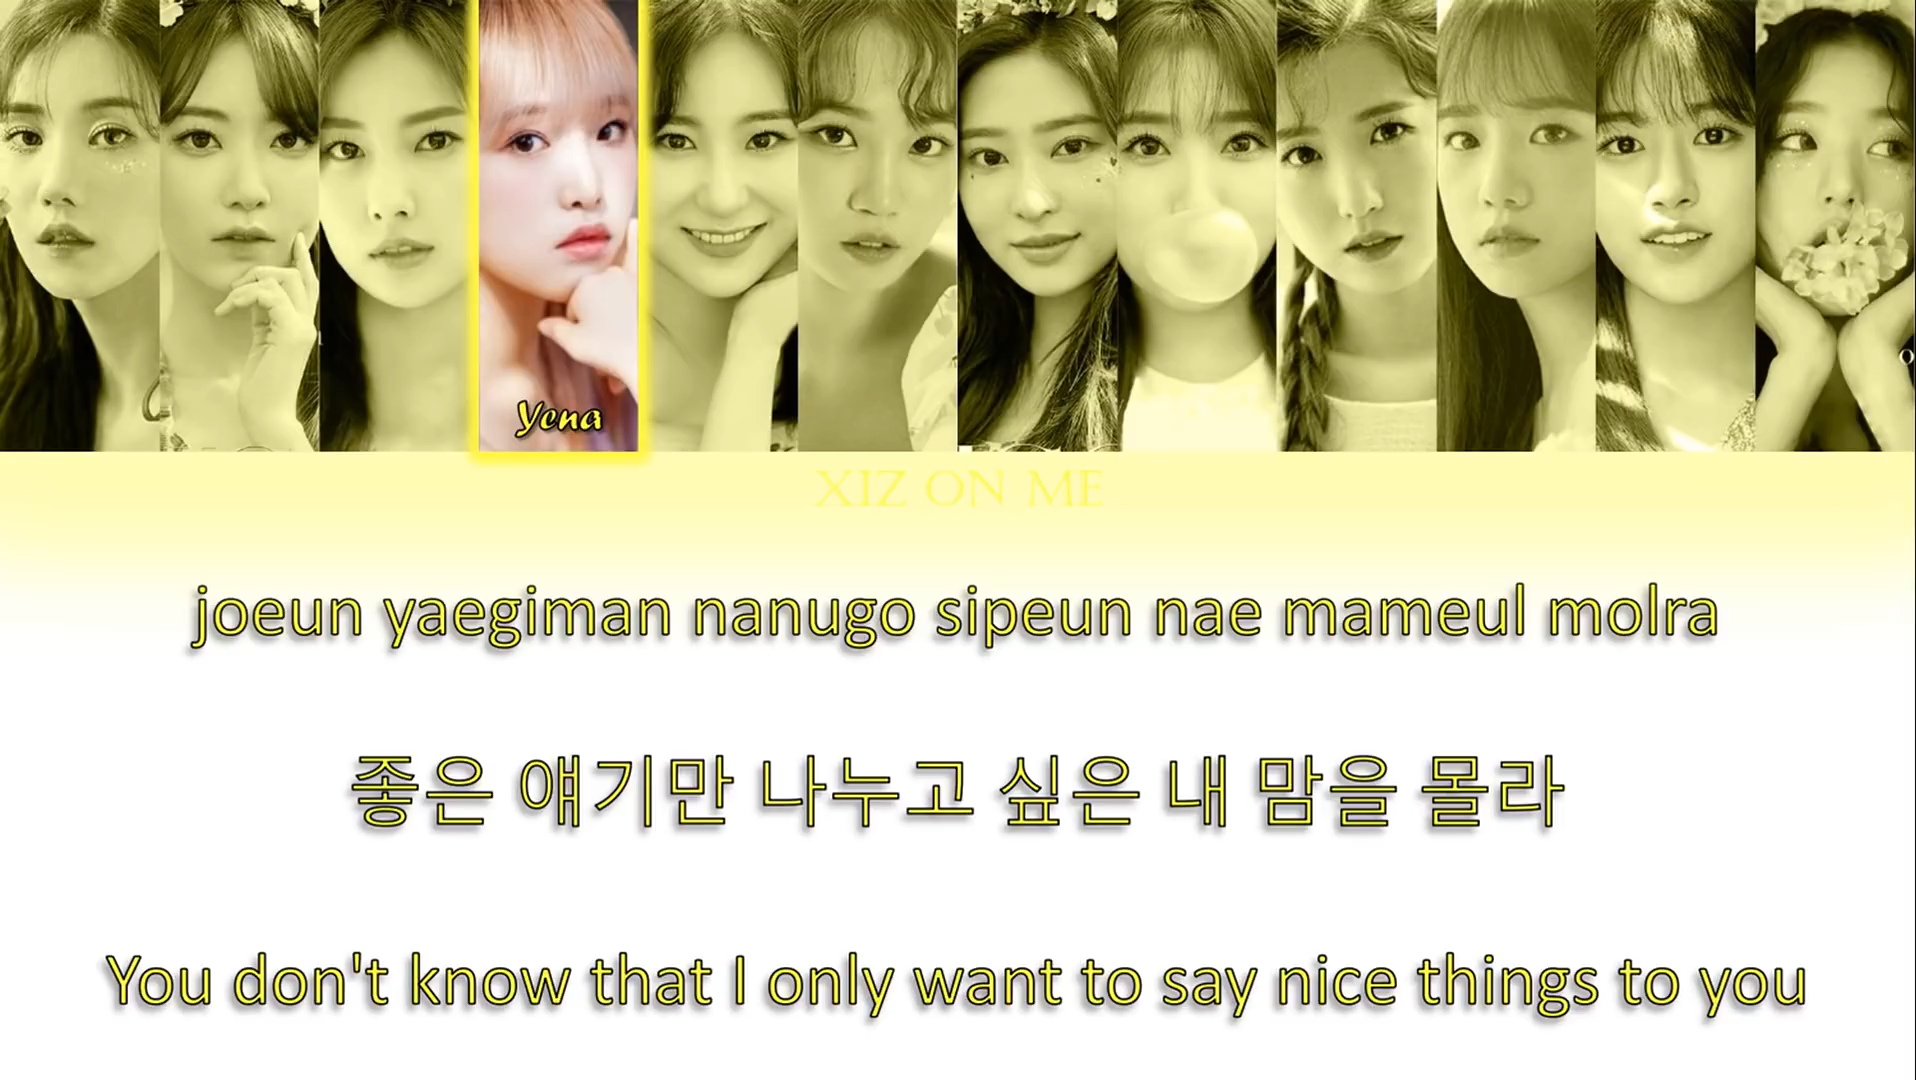 Yena
XIZ ON ME
joeun yaegiman nanugo sipeun nae mameul molra
좋은 얘기만 나누고 싶은 내 맘을 몰라
You don't know that I only want to say nice things to you